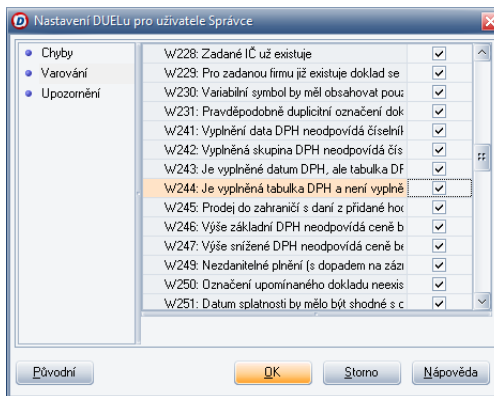 Nastavení DUELu pro uživatele Správce
Chyby
Varování
Upozornění
W228: Zadané IČ už existuje
W229: Pro zadanou firmu již existuje doklad se
W230: Variabilní symbol by měl obsahovat pouz
W231: Pravděpodobně duplicitní označení dok
W241: Vyplnění data DPH neodpovídá číselník
W242: Vyplněná skupina DPH neodpovídá čís
W243: Je vyplněné datum DPH, ale tabulka DF
W244: Je vyplněná tabulka DPH a není vyplně
W245: Prodej do zahraničí s daní z přidané hod
W246: Výše základní DPH neodpovídá ceně b
W247: Výše snížené DPH neodpovídá ceně be
W249: Nezdanitelné plnění (s dopadem na zázn
W250: Označení upomínaného dokladu neexis
W251: Datum splatnosti by mělo být shodné s d
Původní
OK
Storno
Nápověda